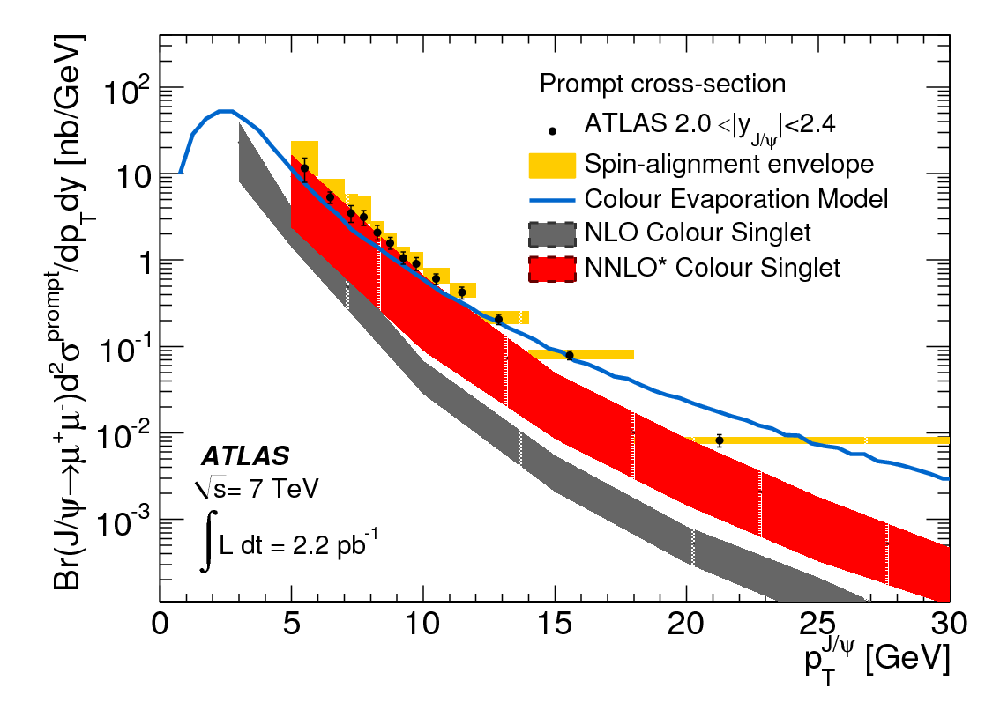 Br(J/ψ→μ⁺μ⁻)d²σᵖʳᵒᵐᵖᵗ/dp_T dy [nb/GeV]
10²
10
1
10⁻¹
10⁻²
10⁻³
Prompt cross-section
ATLAS 2.0 <|y_J/ψ|<2.4
Spin-alignment envelope
Colour Evaporation Model
NLO Colour Singlet
NNLO* Colour Singlet
ATLAS
√s= 7 TeV
∫ L dt = 2.2 pb⁻¹
0 5 10 15 20 25 30
p_T^J/ψ [GeV]